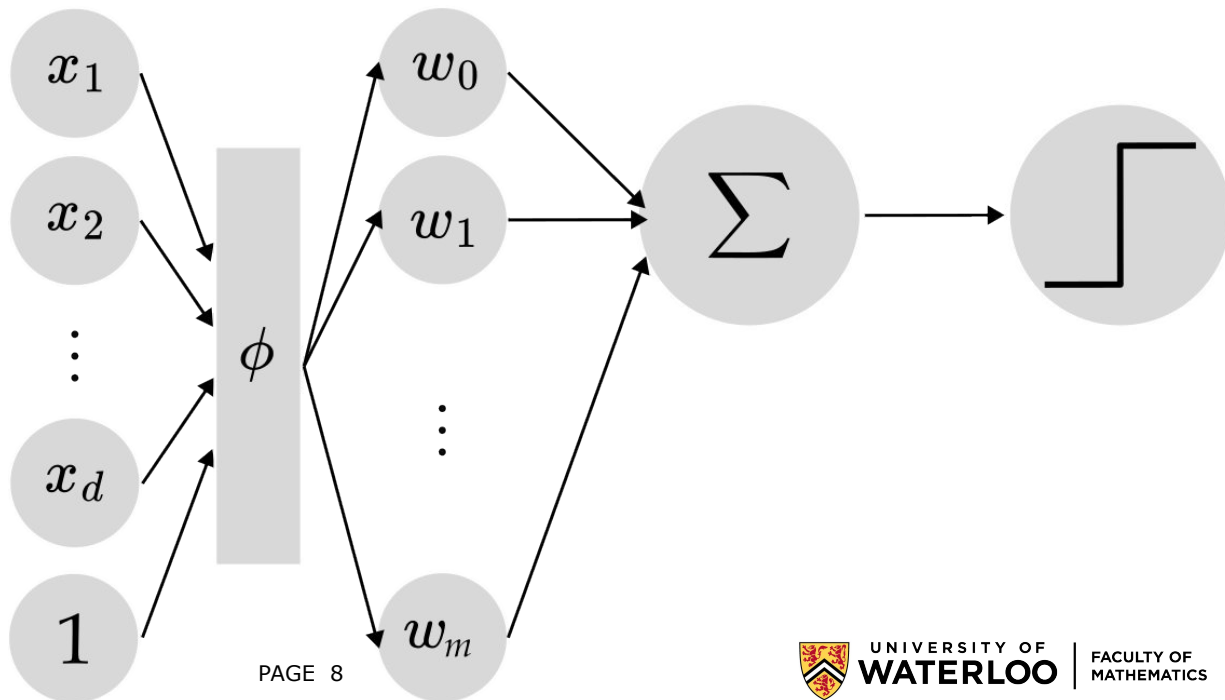 x1
x2
⋮
xd
1
ϕ
w0
w1
⋮
wm
∑
PAGE 8
UNIVERSITY OF
WATERLOO
FACULTY OF
MATHEMATICS